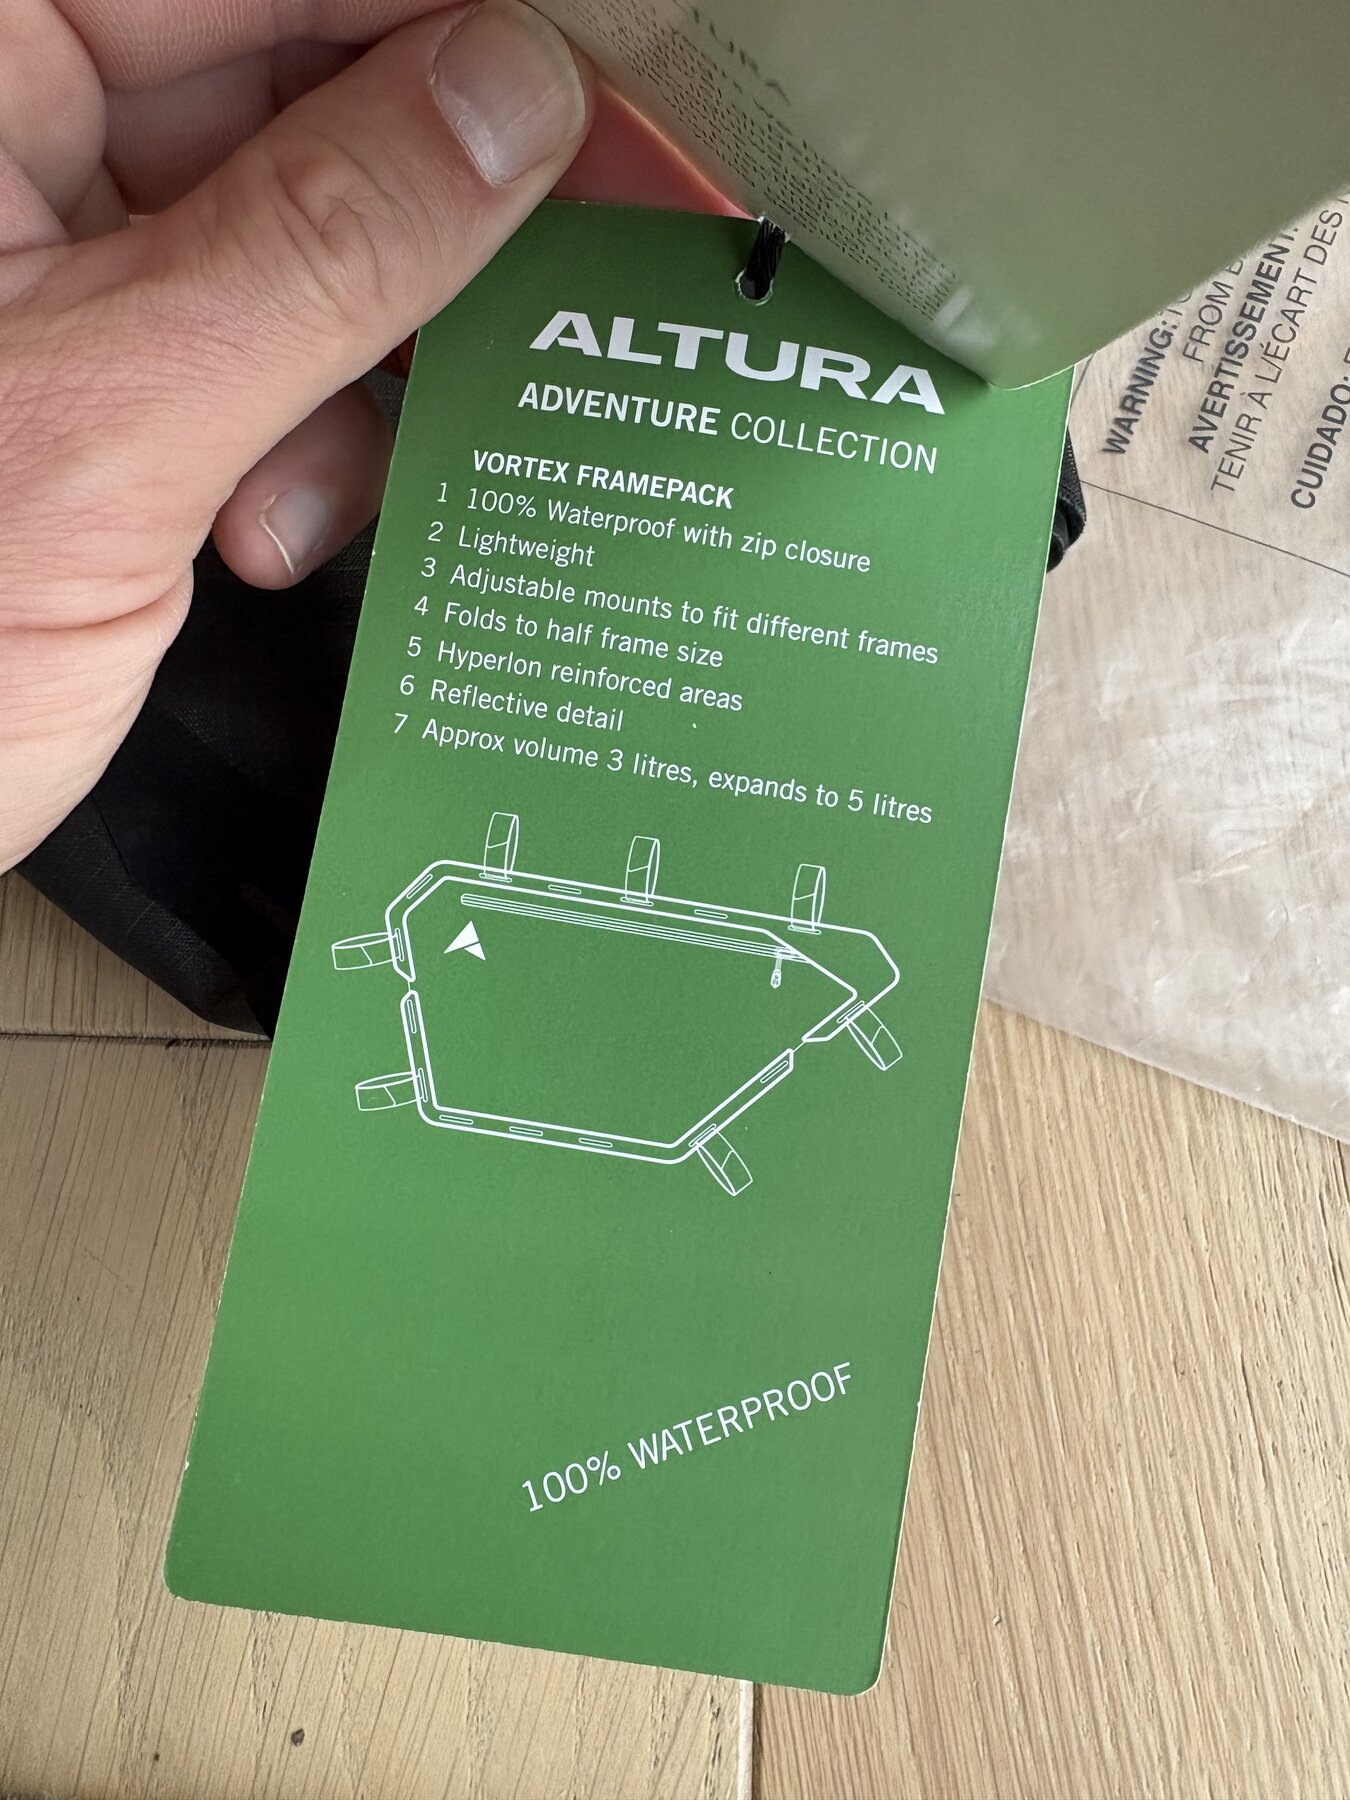 ALTURA
ADVENTURE COLLECTION
VORTEX FRAMEPACK
1 100% Waterproof with zip closure
2 Lightweight
3 Adjustable mounts to fit different frames
4 Folds to half frame size
5 Hyperlon reinforced areas
6 Reflective detail
7 Approx volume 3 litres, expands to 5 litres
100% WATERPROOF
WARNING:
FROM
AVERTISSEMENT:
TENIR À L'ÉCART DES
CUIDADO: